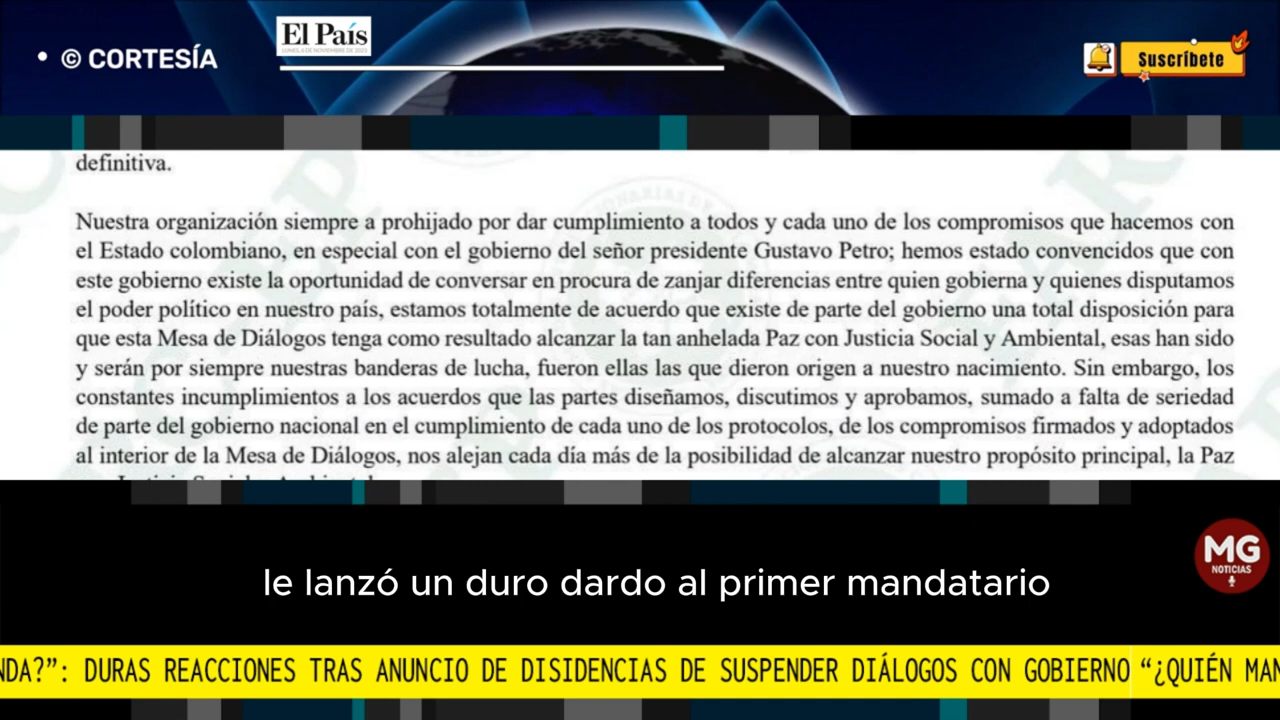 El País
LUNES, 6 DE NOVIEMBRE DE 2023
• © CORTESÍA
Suscríbete
definitiva.
Nuestra organización siempre a prohijado por dar cumplimiento a todos y cada uno de los compromisos que hacemos con
el Estado colombiano, en especial con el gobierno del señor presidente Gustavo Petro; hemos estado convencidos que con
este gobierno existe la oportunidad de conversar en procura de zanjar diferencias entre quien gobierna y quienes disputamos
el poder político en nuestro país, estamos totalmente de acuerdo que existe de parte del gobierno una total disposición para
que esta Mesa de Diálogos tenga como resultado alcanzar la tan anhelada Paz con Justicia Social y Ambiental, esas han sido
y serán por siempre nuestras banderas de lucha, fueron ellas las que dieron origen a nuestro nacimiento. Sin embargo, los
constantes incumplimientos a los acuerdos que las partes diseñamos, discutimos y aprobamos, sumado a falta de seriedad
de parte del gobierno nacional en el cumplimiento de cada uno de los protocolos, de los compromisos firmados y adoptados
al interior de la Mesa de Diálogos, nos alejan cada día más de la posibilidad de alcanzar nuestro propósito principal, la Paz
MG
NOTICIAS
le lanzó un duro dardo al primer mandatario
NDA?”: DURAS REACCIONES TRAS ANUNCIO DE DISIDENCIAS DE SUSPENDER DIÁLOGOS CON GOBIERNO “¿QUIÉN MAN